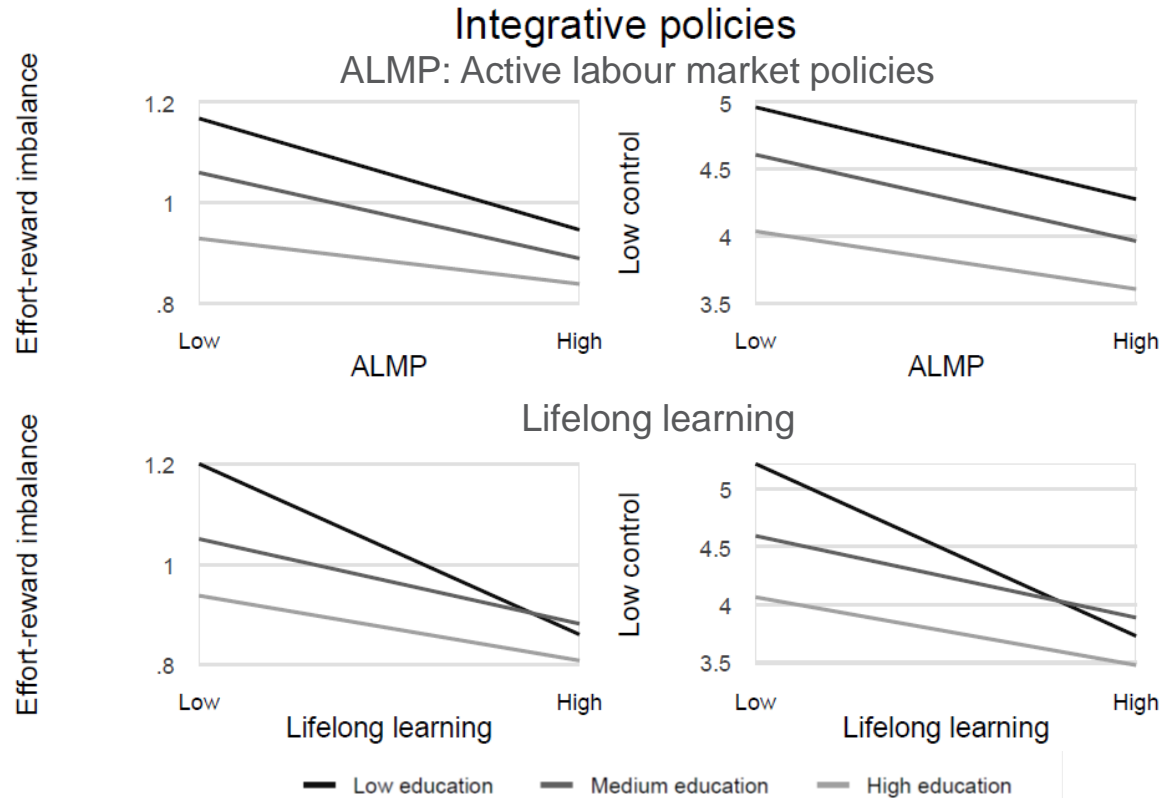 Integrative policies
ALMP: Active labour market policies
Effort-reward imbalance
1.2
1
.8
Low
High
ALMP
Low control
5
4.5
4
3.5
Low
High
ALMP
Lifelong learning
Effort-reward imbalance
1.2
1
.8
Low
High
Lifelong learning
Low control
5
4.5
4
3.5
Low
High
Lifelong learning
Low education
Medium education
High education